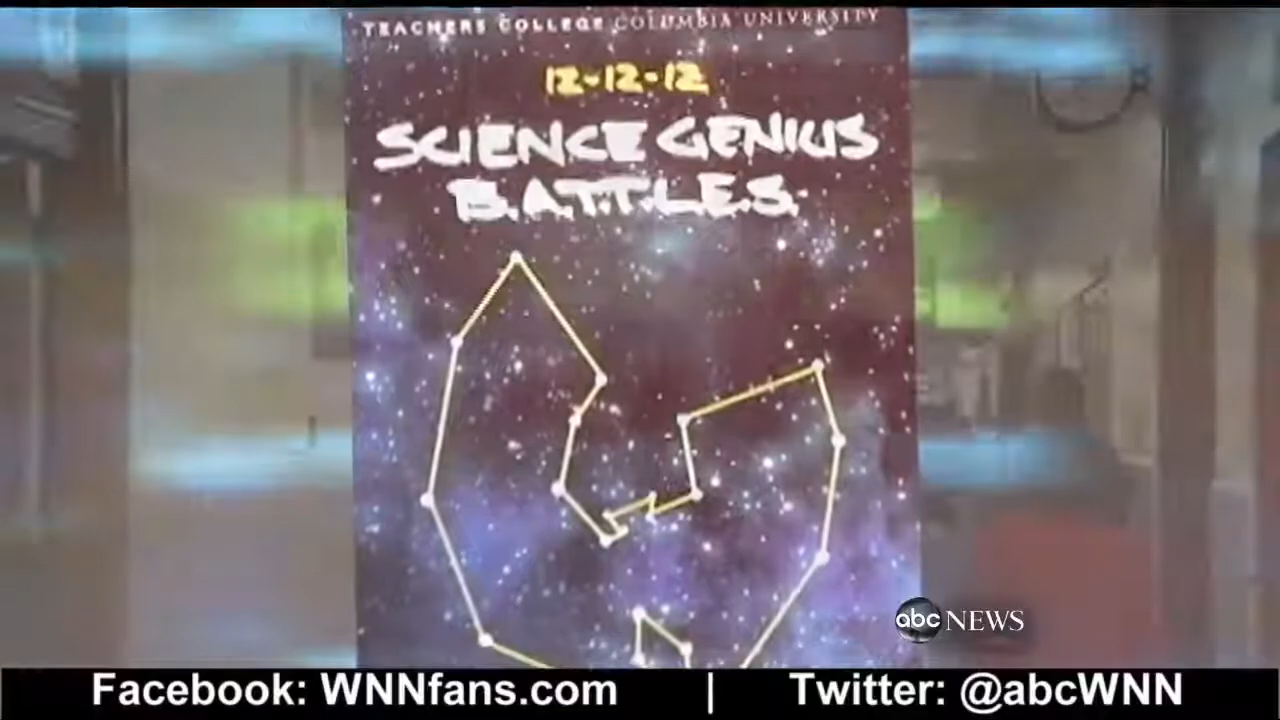 TEACHERS COLLEGE COLUMBIA UNIVERSITY
12-12-12
SCIENCE GENIUS
B.A.T.T.L.E.S.
abc NEWS
Facebook: WNNfans.com | Twitter: @abcWNN